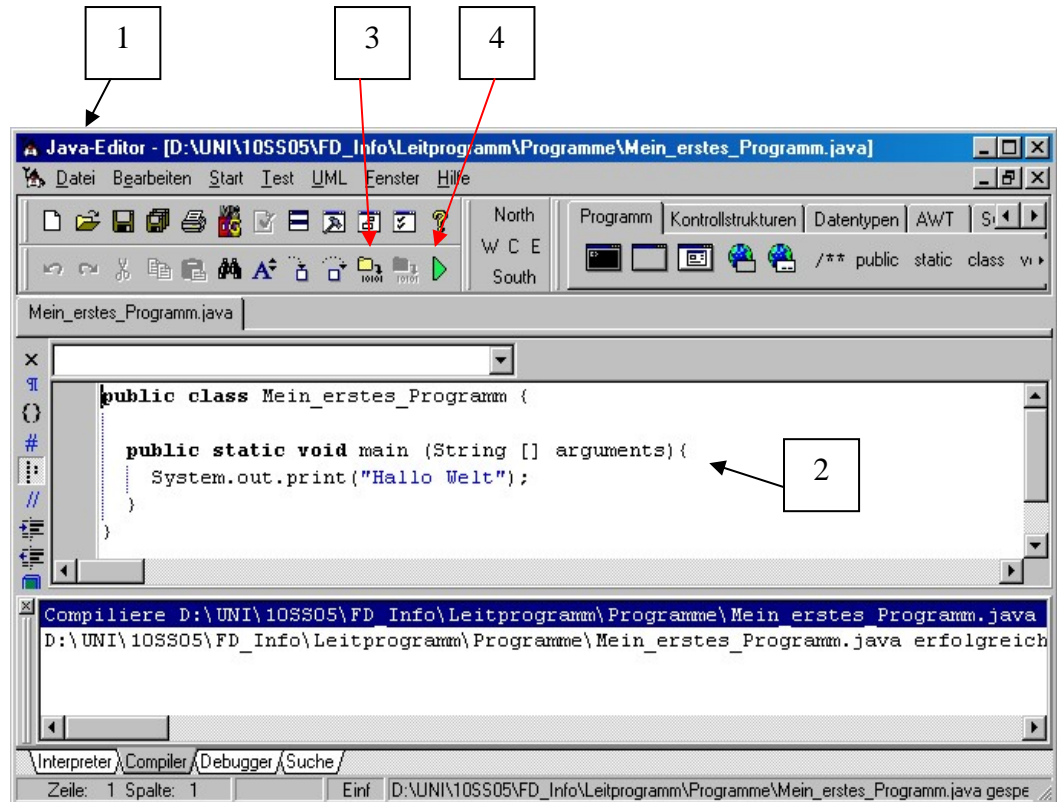 1
3
4
Java-Editor - [D:\UNI\10SS05\FD_Info\Leitprogramm\Programme\Mein_erstes_Programm.java]
Datei Bearbeiten Start Test UML Fenster Hilfe
North
W C E
South
Programm Kontrollstrukturen Datentypen AWT
/** public static class
Mein_erstes_Programm.java
public class Mein_erstes_Programm {
public static void main (String [] arguments){
System.out.print("Hallo Welt");
}
}
2
Compiliere D:\UNI\10SS05\FD_Info\Leitprogramm\Programme\Mein_erstes_Programm.java
D:\UNI\10SS05\FD_Info\Leitprogramm\Programme\Mein_erstes_Programm.java erfolgreich
Interpreter Compiler Debugger Suche
Zeile: 1 Spalte: 1 Einf D:\UNI\10SS05\FD_Info\Leitprogramm\Programme\Mein_erstes_Programm.java gespe